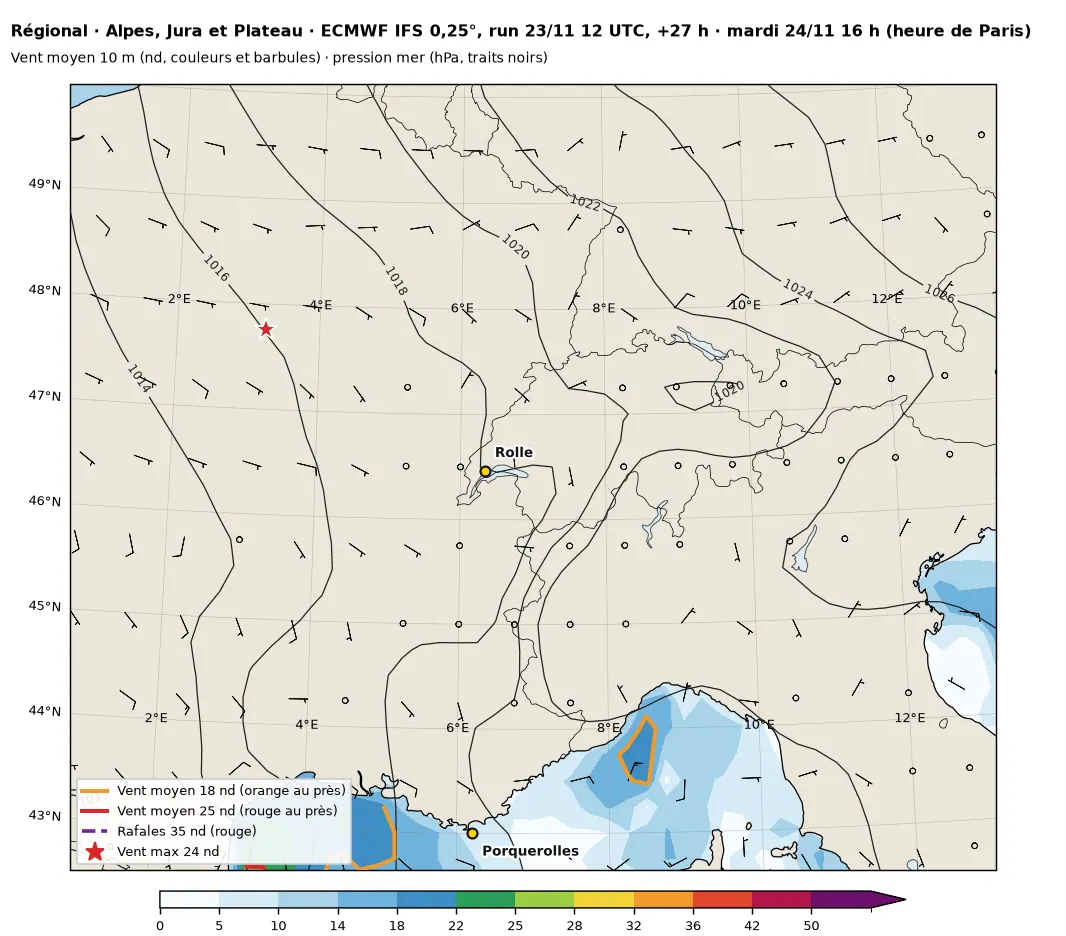 Régional · Alpes, Jura et Plateau · ECMWF IFS 0,25°, run 23/11 12 UTC, +27 h · mardi 24/11 16 h (heure de Paris)
Vent moyen 10 m (nd, couleurs et barbules) · pression mer (hPa, traits noirs)
49°N
1022
1020
1016
1018
1024
1026
48°N
2°E
4°E
6°E
8°E
10°E
12°E
1014
47°N
1020
Rolle
46°N
45°N
44°N
2°E
4°E
6°E
8°E
10°E
12°E
43°N
Vent moyen 18 nd (orange au près)
Vent moyen 25 nd (rouge au près)
Rafales 35 nd (rouge)
Vent max 24 nd
Porquerolles
0 5 10 14 18 22 25 28 32 36 42 50